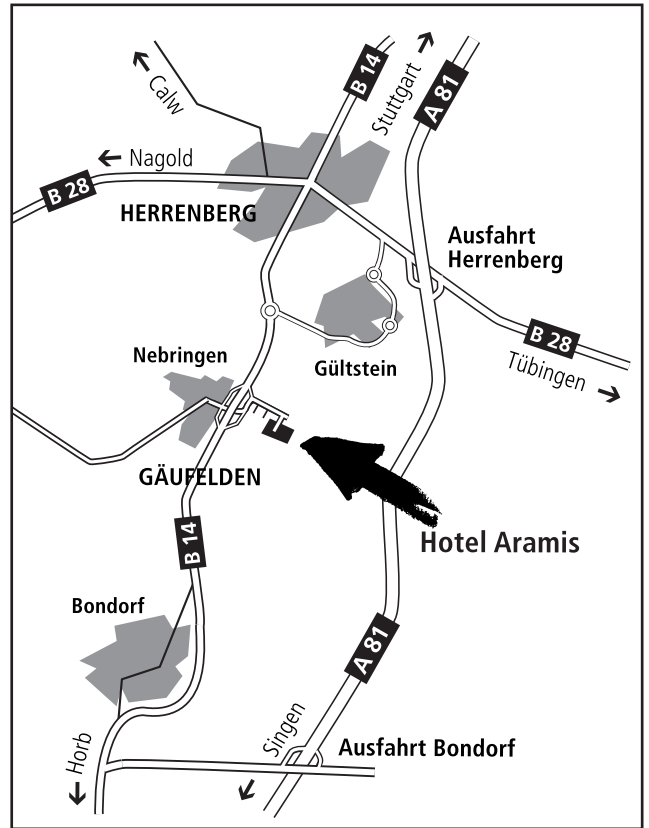 B 14
Stuttgart
A 81
Calw
Nagold
B 28
HERRENBERG
Ausfahrt
Herrenberg
B 28
Tübingen
Nebringen
Gültstein
GÄUFELDEN
Hotel Aramis
B 14
Bondorf
A 81
Singen
Horb
Ausfahrt Bondorf